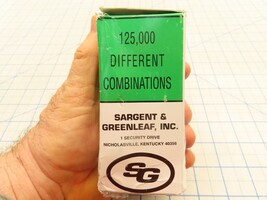 125,000
DIFFERENT
COMBINATIONS
SARGENT &
GREENLEAF, INC.
1 SECURITY DRIVE
NICHOLASVILLE, KENTUCKY 40356
SG